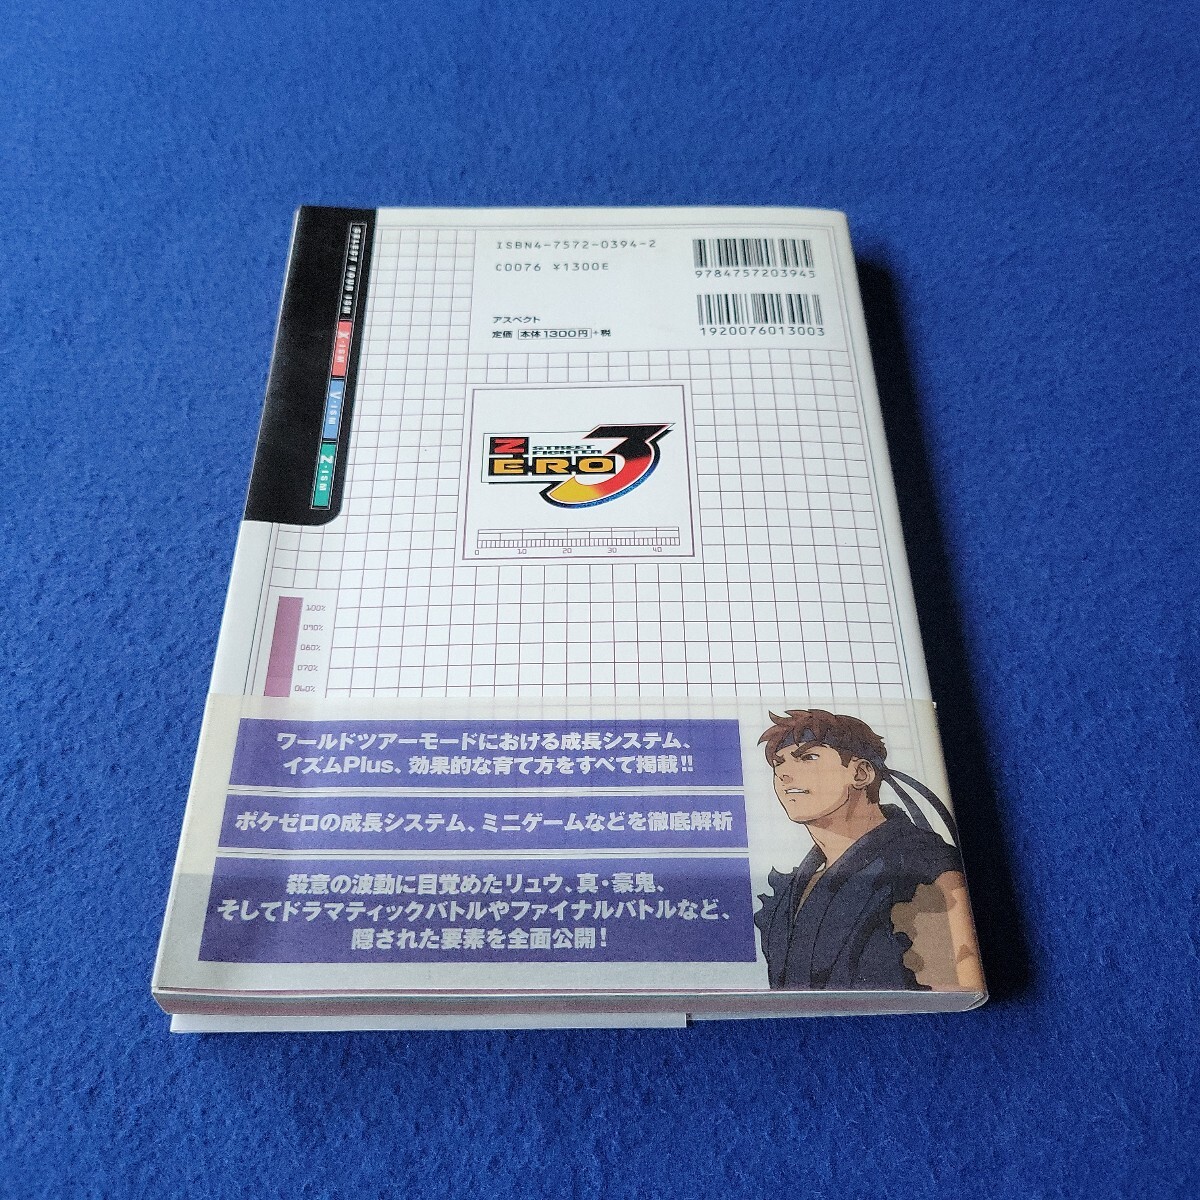 ISBN4-7572-0394-2
C0076 ¥1300E
9784757203945
1920076013003
アスペクト
定価 本体1300円+税
SELECT YOUR ISM
X-ISM
V-ISM
Z-ISM
STREET
FIGHTER
ZERO3
0 10 20 30 40
100%
090%
080%
070%
060%
ワールドツアーモードにおける成長システム、
イズムPlus、効果的な育て方をすべて掲載!!
ポケゼロの成長システム、ミニゲームなどを徹底解析
殺意の波動に目覚めたリュウ、真・豪鬼、
そしてドラマティックバトルやファイナルバトルなど、
隠された要素を全面公開!